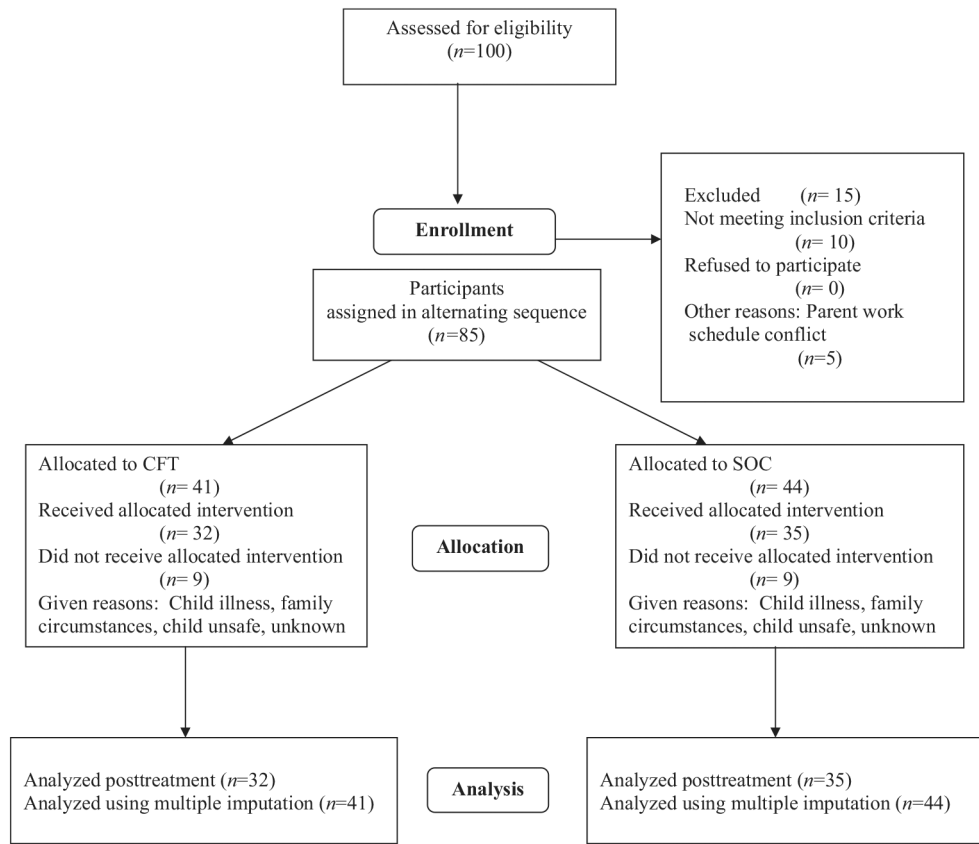 Assessed for eligibility
(n=100)
Excluded (n= 15)
Not meeting inclusion criteria
(n= 10)
Refused to participate
(n= 0)
Other reasons: Parent work
schedule conflict
(n=5)
Enrollment
Participants
assigned in alternating sequence
(n=85)
Allocated to CFT
(n= 41)
Received allocated intervention
(n= 32)
Did not receive allocated intervention
(n= 9)
Given reasons: Child illness, family
circumstances, child unsafe, unknown
Allocation
Allocated to SOC
(n= 44)
Received allocated intervention
(n= 35)
Did not receive allocated intervention
(n= 9)
Given reasons: Child illness, family
circumstances, child unsafe, unknown
Analyzed posttreatment (n=32)
Analyzed using multiple imputation (n=41)
Analysis
Analyzed posttreatment (n=35)
Analyzed using multiple imputation (n=44)